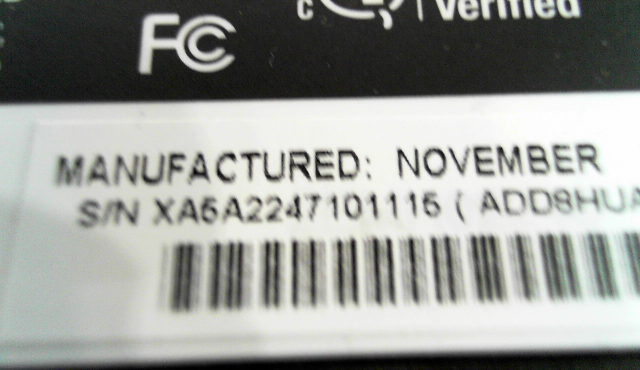 c
Verified
FC
MANUFACTURED: NOVEMBER
S/N XA5A2247101115 ( ADD8HUA